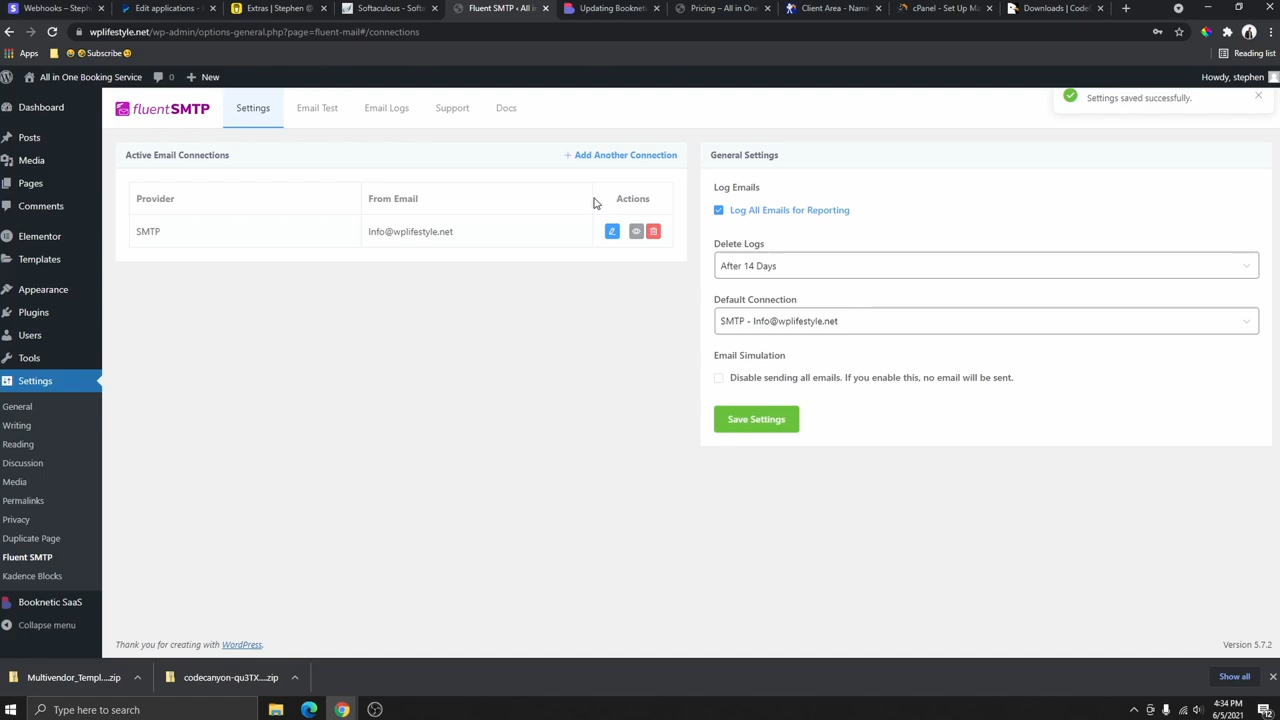 Webhooks – Steph
Edit templates - 
Extras | Stephen @
Softaculous - Softw
Fluent SMTP • All i
Updating Booknetic
Pricing – All in One
Client Area - Name
cPanel - Set Up Ma
Downloads | Codel
wplifestyle.net/wp-admin/options-general.php?page=fluent-mail#/connections
Apps
Subscribe
Reading list
All in One Booking Service
0
New
Howdy, stephen
Dashboard
Posts
Media
Pages
Comments
Elementor
Templates
Appearance
Plugins
Users
Tools
Settings
General
Writing
Reading
Discussion
Media
Permalinks
Privacy
Duplicate Page
Fluent SMTP
Kadence Blocks
Booknetic SaaS
Collapse menu
fluentSMTP
Settings
Email Test
Email Logs
Support
Docs
Settings saved successfully.
Active Email Connections
Add Another Connection
Provider
From Email
Actions
SMTP
Info@wplifestyle.net
General Settings
Log Emails
Log All Emails for Reporting
Delete Logs
After 14 Days
Default Connection
SMTP - Info@wplifestyle.net
Email Simulation
Disable sending all emails. If you enable this, no email will be sent.
Save Settings
Thank you for creating with WordPress.
Version 5.7.2
Multivendor_Templ....zip
codecanyon-qu3TX....zip
Show all
Type here to search
4:34 PM
6/5/2021